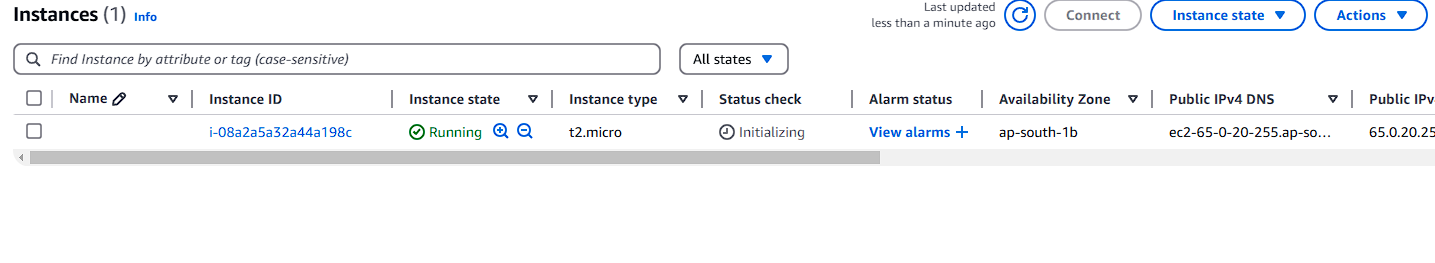 Instances (1) Info
Last updated
less than a minute ago
Connect
Instance state
Actions
Find Instance by attribute or tag (case-sensitive)
All states
Name Instance ID Instance state Instance type Status check Alarm status Availability Zone Public IPv4 DNS Public IPv
i-08a2a5a32a44a198c Running t2.micro Initializing View alarms + ap-south-1b ec2-65-0-20-255.ap-so... 65.0.20.25